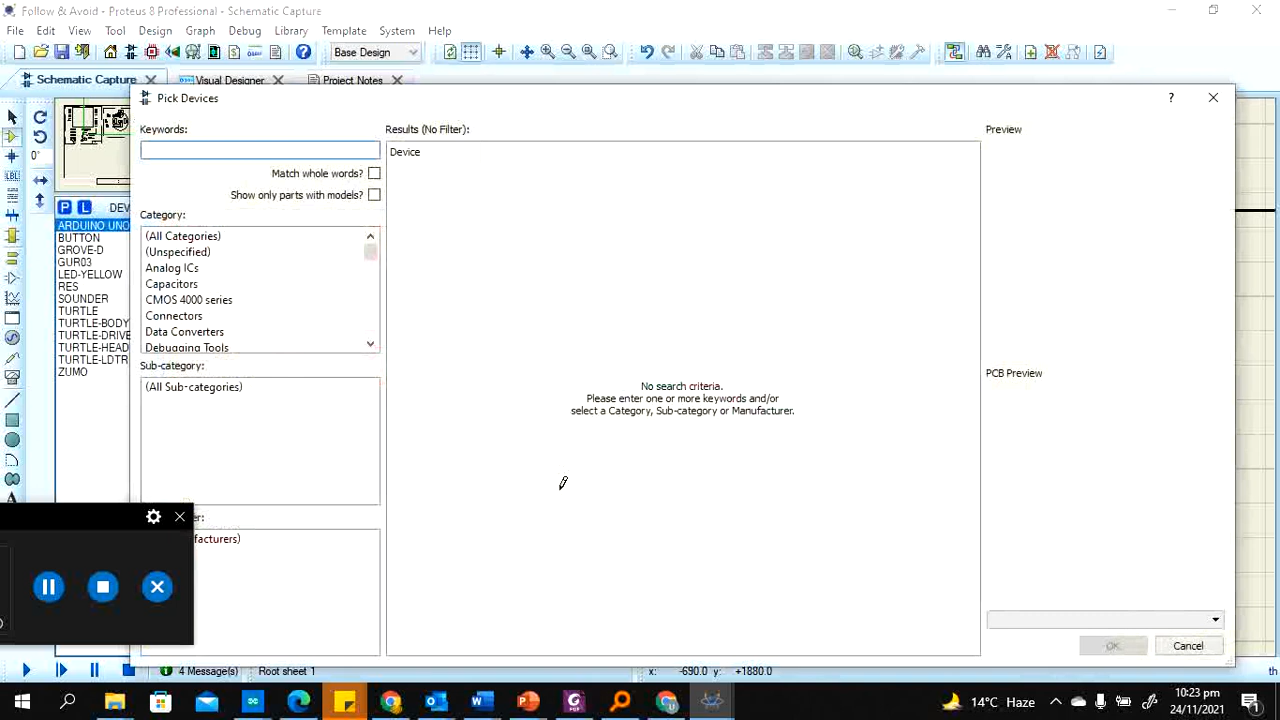 Follow & Avoid - Proteus 8 Professional - Schematic Capture
File Edit View Tool Design Graph Debug Library Template System Help
Base Design
Schematic Capture Visual Designer Project Notes
Pick Devices
Keywords:
Match whole words?
Show only parts with models?
Category:
(All Categories)
(Unspecified)
Analog ICs
Capacitors
CMOS 4000 series
Connectors
Data Converters
Debugging Tools
Sub-category:
(All Sub-categories)
er:
facturers)
Results (No Filter):
Device
No search criteria.
Please enter one or more keywords and/or
select a Category, Sub-category or Manufacturer.
Preview
PCB Preview
OK
Cancel
0°
LBL
P L DEV
ARDUINO UNO
BUTTON
GROVE-D
GUR03
LED-YELLOW
RES
SOUNDER
TURTLE
TURTLE-BODY
TURTLE-DRIVE
TURTLE-HEAD
TURTLE-LDTR
ZUMO
A
4 Message(s) Root sheet 1 x: -690.0 y: +1880.0 th
14°C Haze
10:23 pm
24/11/2021